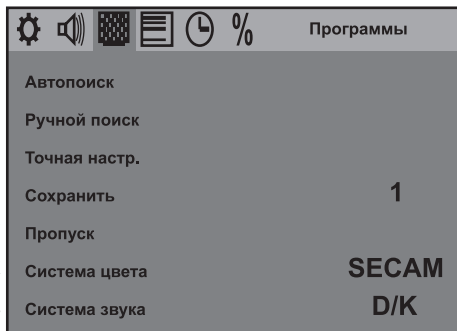 % Программы
Автопоиск
Ручной поиск
Точная настр.
Сохранить 1
Пропуск
Система цвета SECAM
Система звука D/K